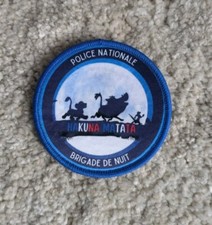 POLICE NATIONALE
HAKUNA MATATA
BRIGADE DE NUIT